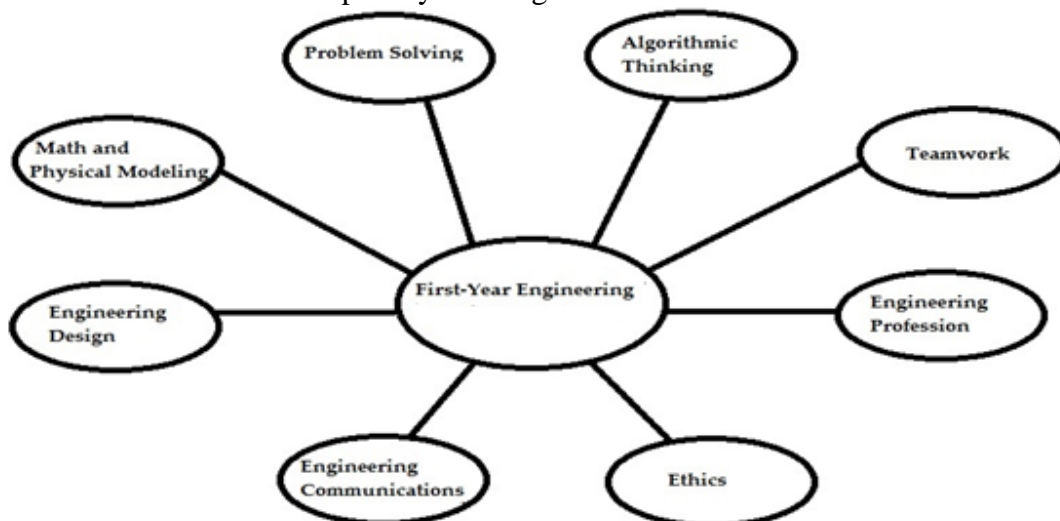 Problem Solving
Algorithmic
Thinking
Math and
Physical Modeling
Teamwork
First-Year Engineering
Engineering
Design
Engineering
Profession
Engineering
Communications
Ethics